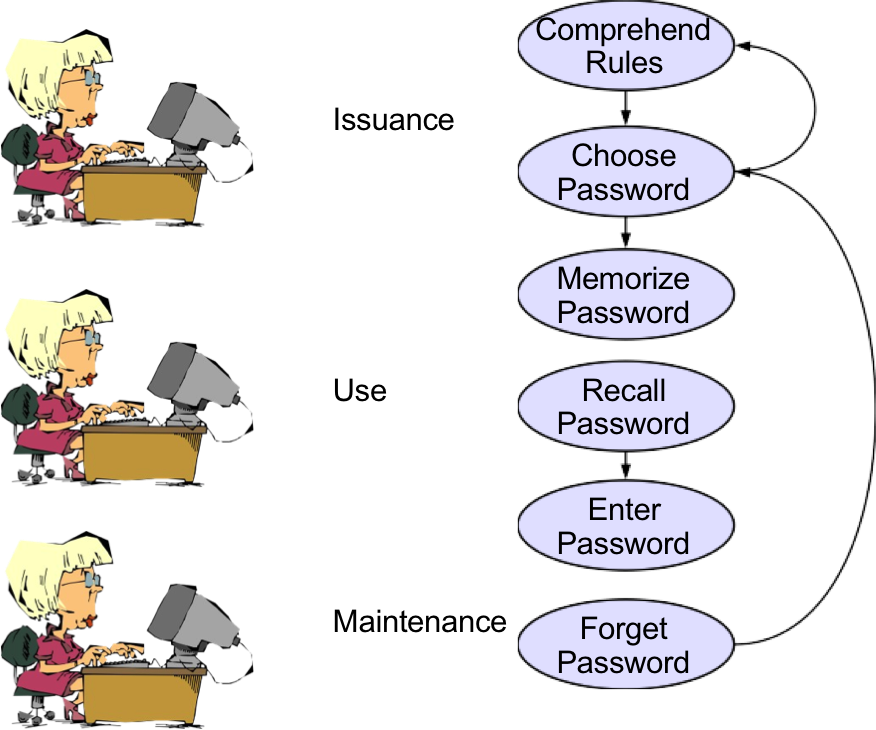 Comprehend
Rules
Issuance
Choose
Password
Memorize
Password
Use
Recall
Password
Enter
Password
Maintenance
Forget
Password